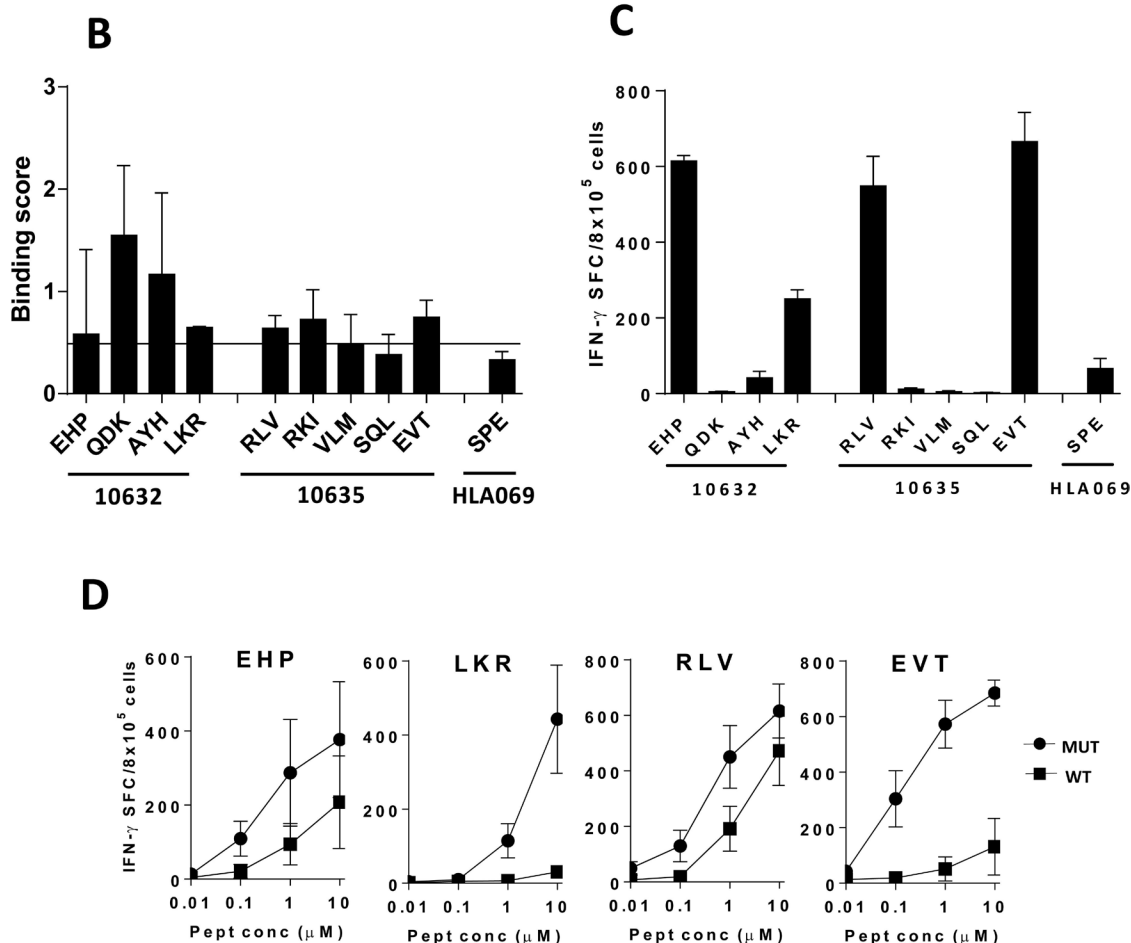 B
Binding score
3
2
1
0
EHP QDK AYH LKR RLV RKI VLM SQL EVT SPE
10632 10635 HLA069
C
IFN-γ SFC/8x10⁵ cells
800
600
400
200
0
EHP QDK AYH LKR RLV RKI VLM SQL EVT SPE
10632 10635 HLA069
D
IFN-γ SFC/8x10⁵ cells
EHP
600
400
200
0
0.01 0.1 1 10
Pept conc (μM)
LKR
600
400
200
0
0.01 0.1 1 10
Pept conc (μM)
RLV
800
600
400
200
0
0.01 0.1 1 10
Pept conc (μM)
EVT
800
600
400
200
0
0.01 0.1 1 10
Pept conc (μM)
MUT
WT